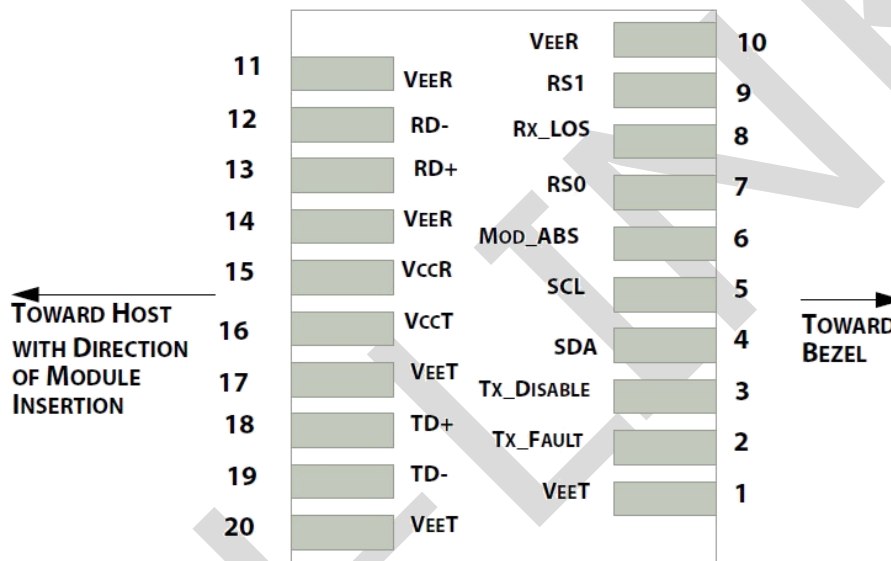 11 VEER
12 RD-
13 RD+
14 VEER
15 VCCR
16 VCCT
17 VEET
18 TD+
19 TD-
20 VEET
VEER 10
RS1 9
RX_LOS 8
RS0 7
MOD_ABS 6
SCL 5
SDA 4
TX_DISABLE 3
TX_FAULT 2
VEET 1
TOWARD HOST
WITH DIRECTION
OF MODULE
INSERTION
TOWARD
BEZEL